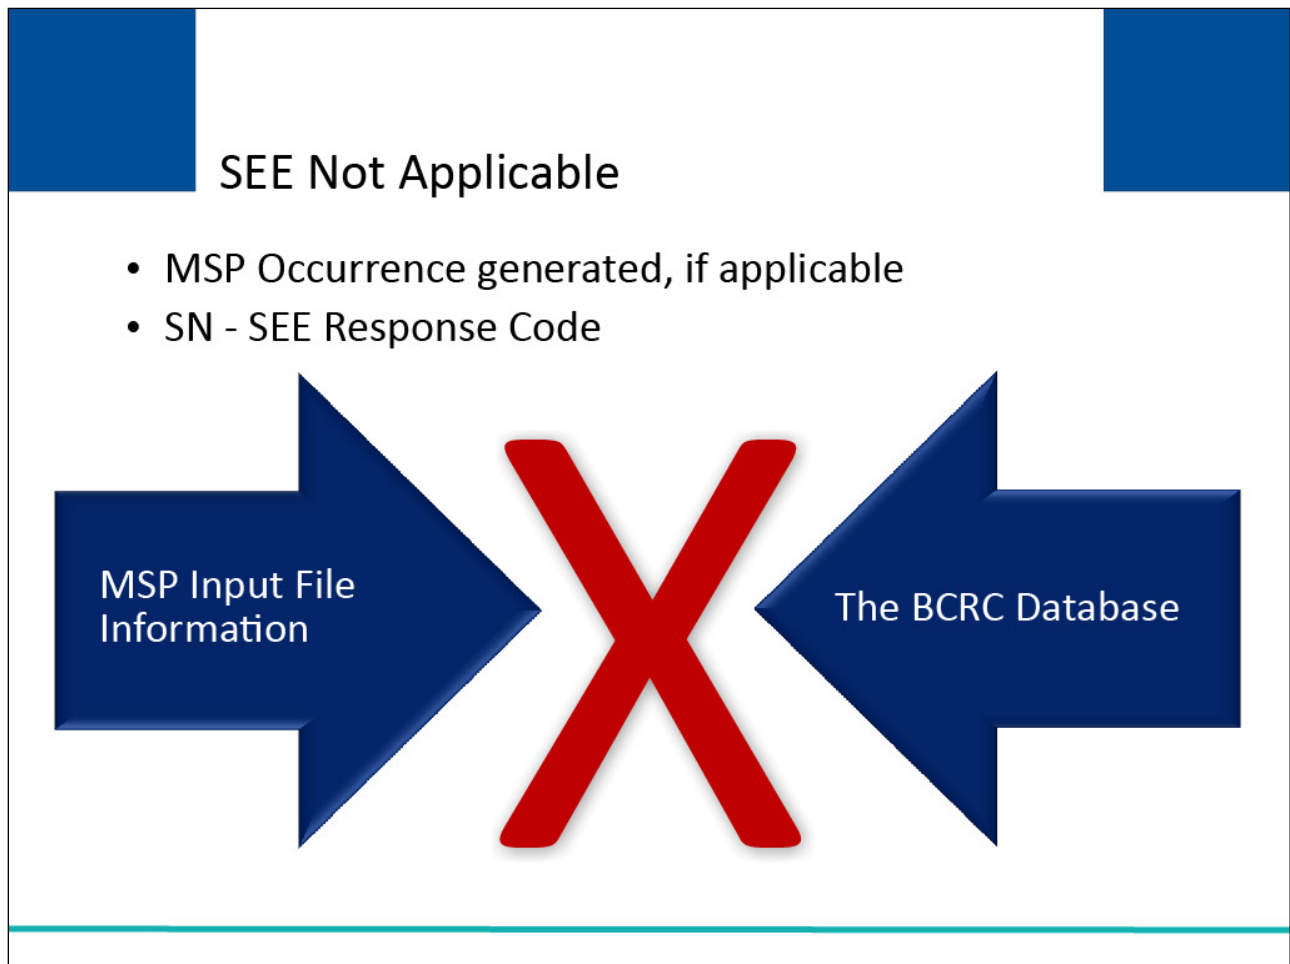 SEE Not Applicable
• MSP Occurrence generated, if applicable
• SN - SEE Response Code
MSP Input File
Information
The BCRC Database